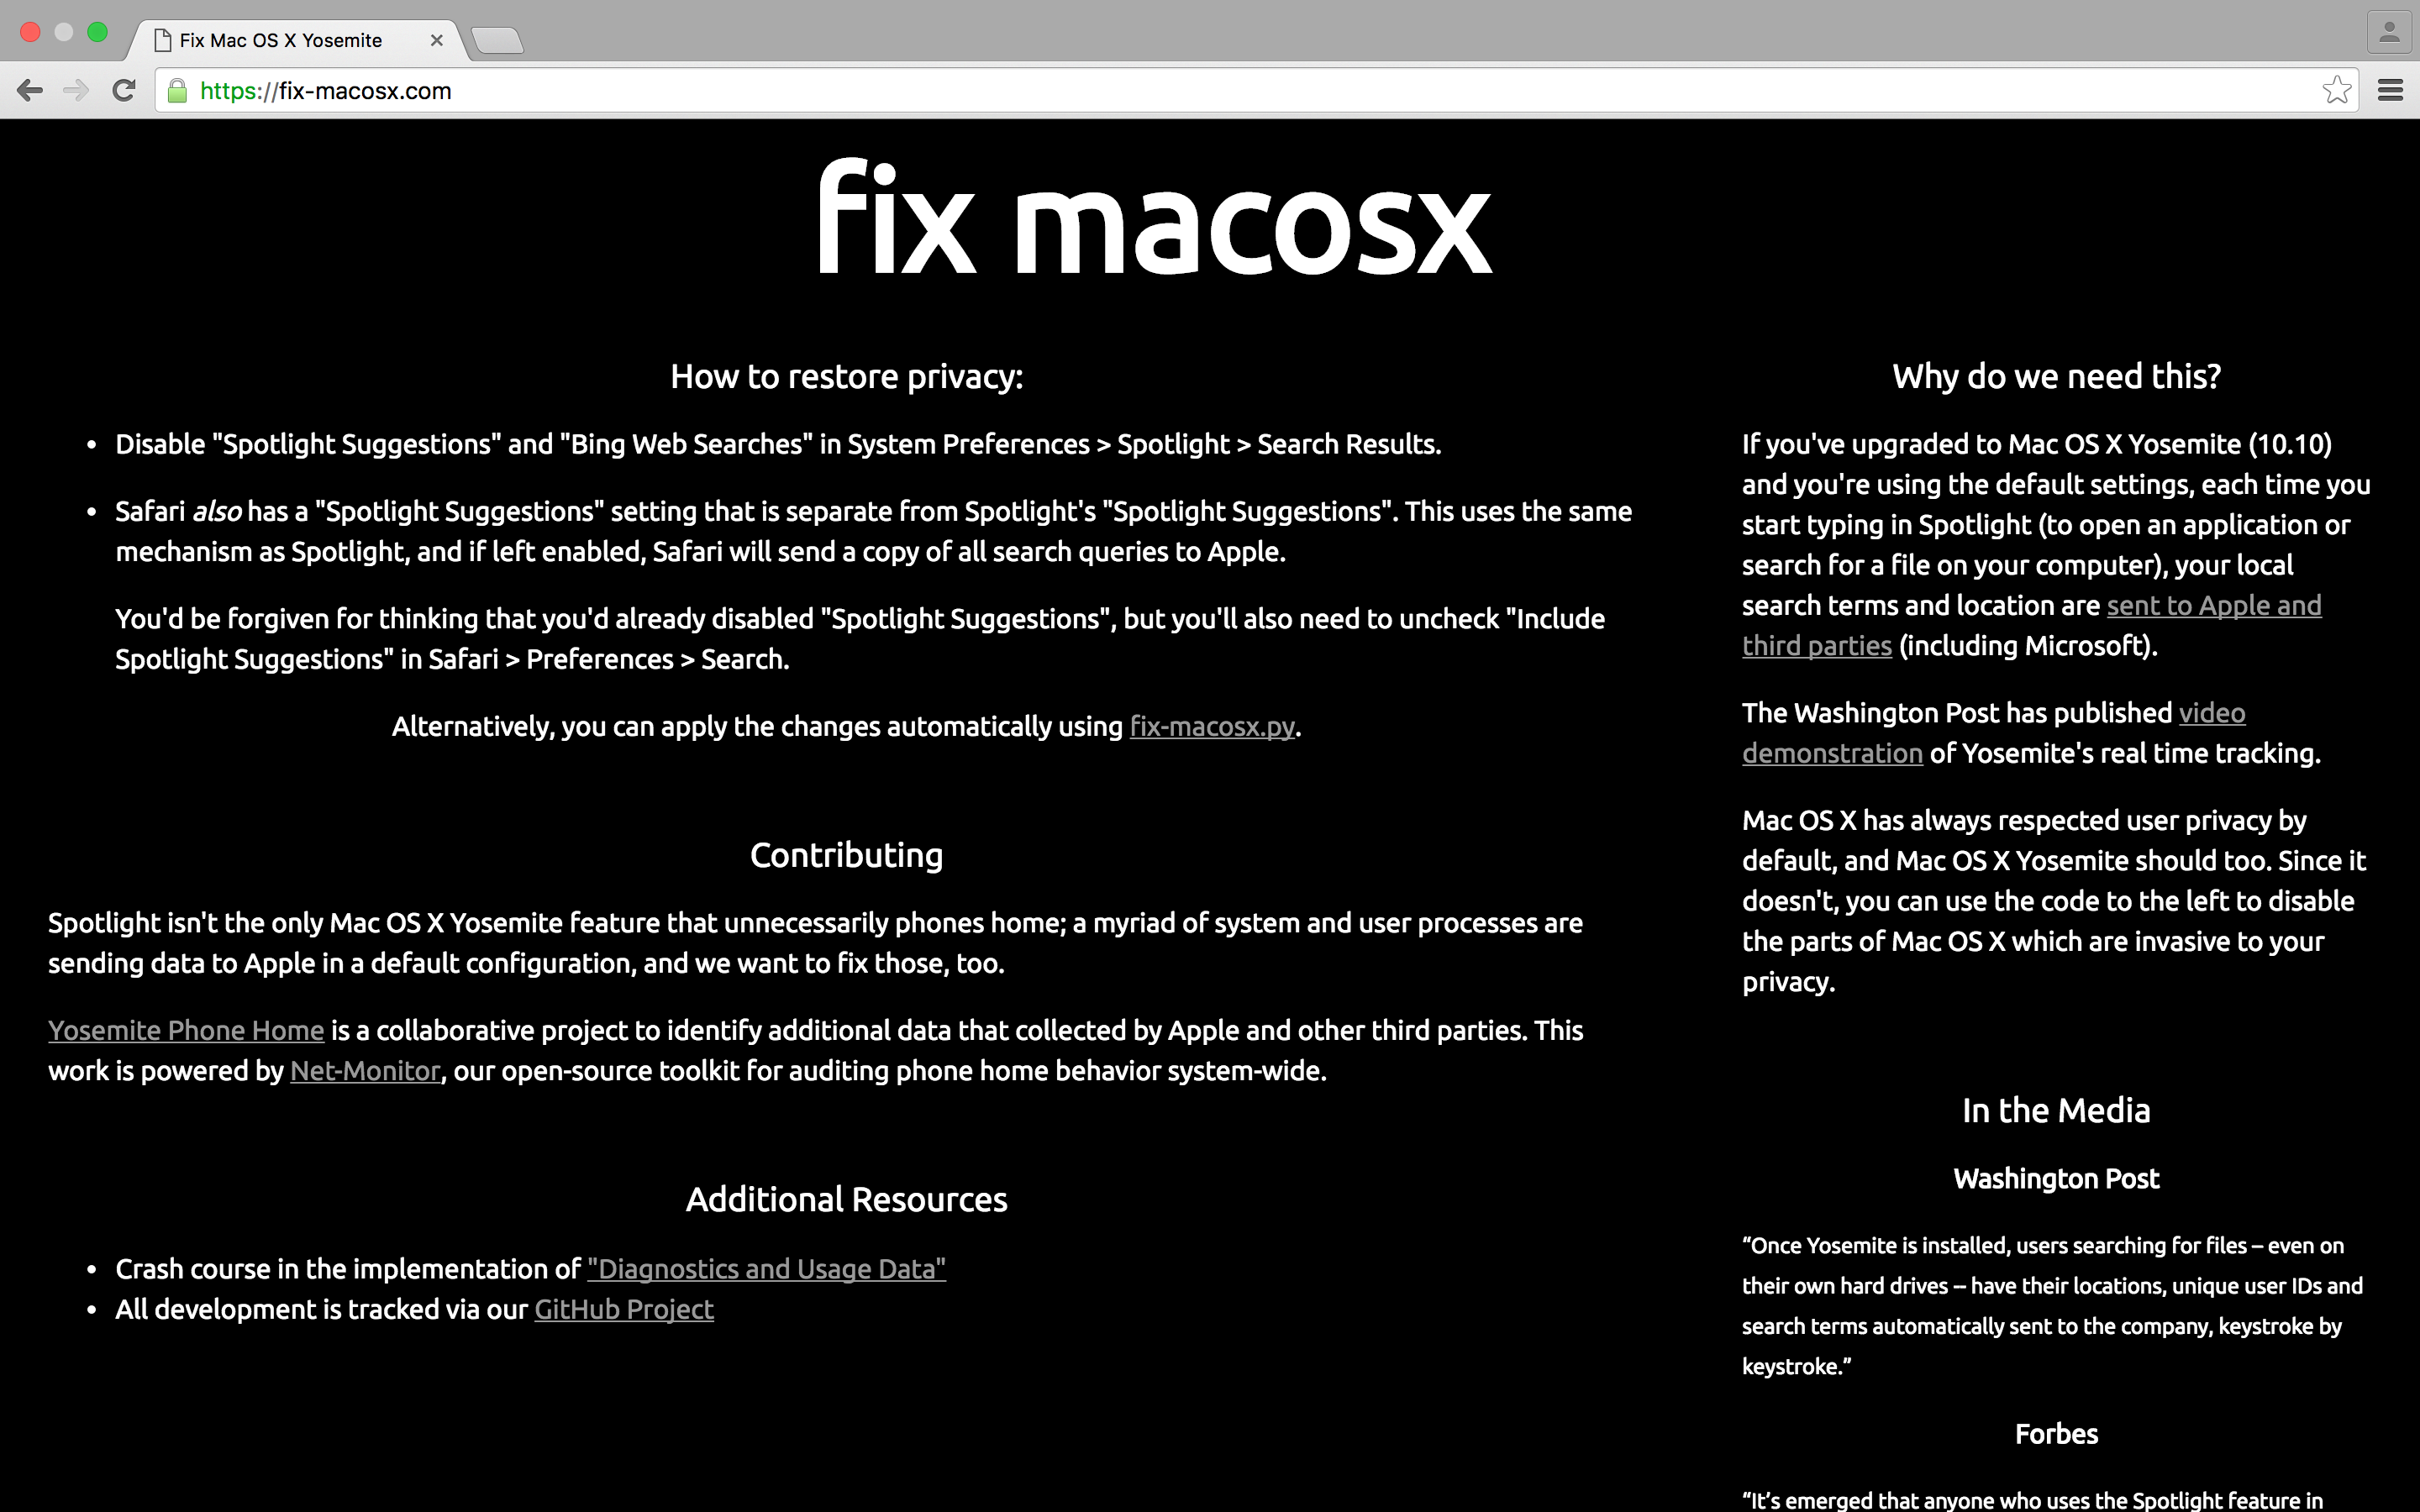 Fix Mac OS X Yosemite
https://fix-macosx.com
fix macosx
How to restore privacy:
• Disable "Spotlight Suggestions" and "Bing Web Searches" in System Preferences > Spotlight > Search Results.
• Safari also has a "Spotlight Suggestions" setting that is separate from Spotlight's "Spotlight Suggestions". This uses the same
mechanism as Spotlight, and if left enabled, Safari will send a copy of all search queries to Apple.
You'd be forgiven for thinking that you'd already disabled "Spotlight Suggestions", but you'll also need to uncheck "Include
Spotlight Suggestions" in Safari > Preferences > Search.
Alternatively, you can apply the changes automatically using fix-macosx.py.
Contributing
Spotlight isn't the only Mac OS X Yosemite feature that unnecessarily phones home; a myriad of system and user processes are
sending data to Apple in a default configuration, and we want to fix those, too.
Yosemite Phone Home is a collaborative project to identify additional data that collected by Apple and other third parties. This
work is powered by Net-Monitor, our open-source toolkit for auditing phone home behavior system-wide.
Additional Resources
• Crash course in the implementation of "Diagnostics and Usage Data"
• All development is tracked via our GitHub Project
Why do we need this?
If you've upgraded to Mac OS X Yosemite (10.10)
and you're using the default settings, each time you
start typing in Spotlight (to open an application or
search for a file on your computer), your local
search terms and location are sent to Apple and
third parties (including Microsoft).
The Washington Post has published video
demonstration of Yosemite's real time tracking.
Mac OS X has always respected user privacy by
default, and Mac OS X Yosemite should too. Since it
doesn't, you can use the code to the left to disable
the parts of Mac OS X which are invasive to your
privacy.
In the Media
Washington Post
“Once Yosemite is installed, users searching for files – even on
their own hard drives – have their locations, unique user IDs and
search terms automatically sent to the company, keystroke by
keystroke.”
Forbes
“It’s emerged that anyone who uses the Spotlight feature in